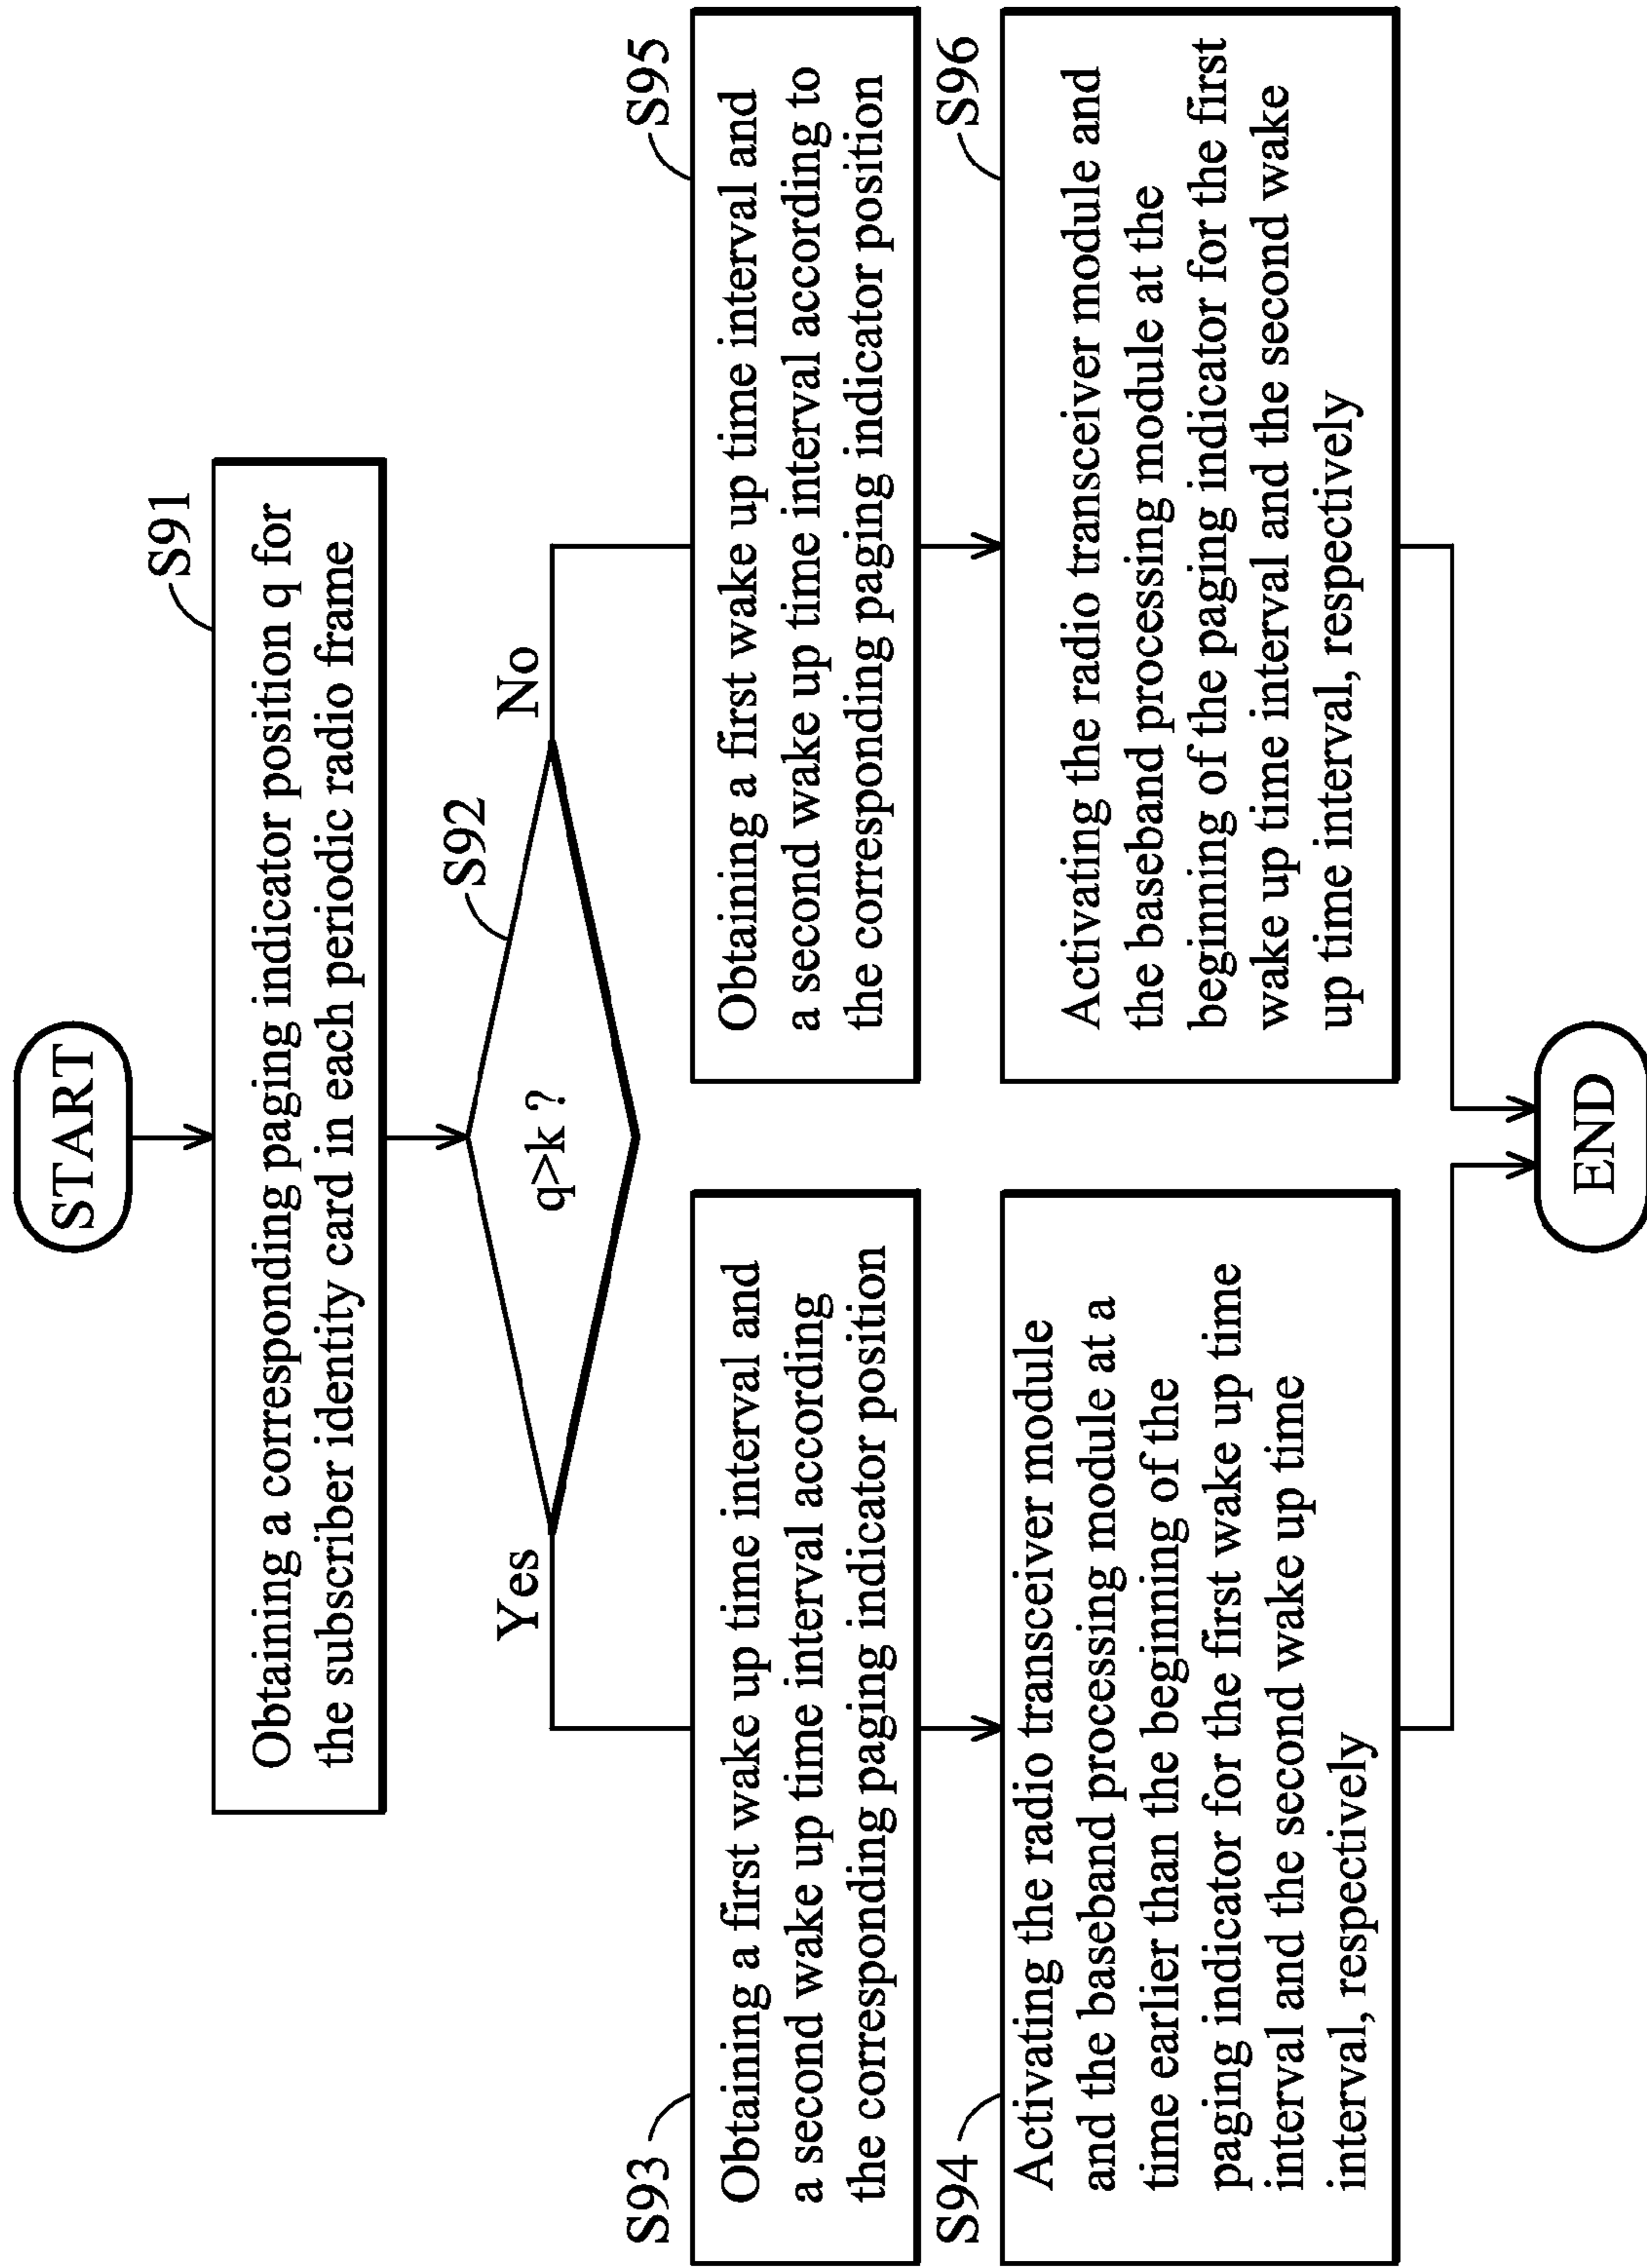 START
S91
Obtaining a corresponding paging indicator position q for
the subscriber identity card in each periodic radio frame
S92
q>k ?
Yes
No
S93
Obtaining a first wake up time interval and
a second wake up time interval according
the corresponding paging indicator position
S95
Obtaining a first wake up time interval and
a second wake up time interval according to
the corresponding paging indicator position
S94
Activating the radio transceiver module
and the baseband processing module at a
time earlier than the beginning of the
paging indicator for the first wake up time
interval and the second wake up time
interval, respectively
S96
Activating the radio transceiver module and
the baseband processing module at the
beginning of the paging indicator for the first
wake up time interval and the second wake
up time interval, respectively
END